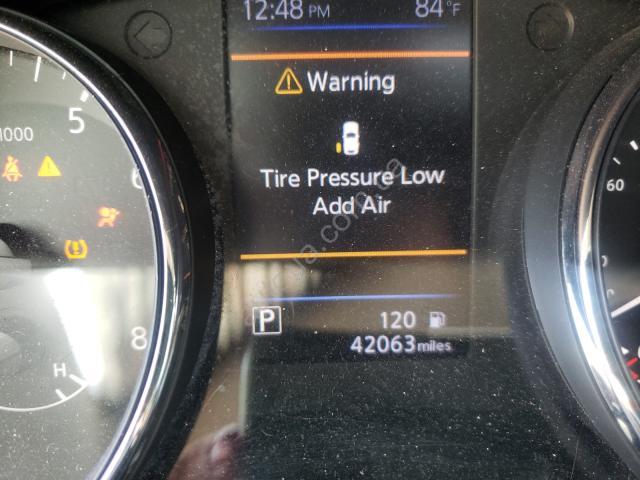 12:48 PM 84°F
Warning
Tire Pressure Low
Add Air
P 120
42063 miles
5
1000
6
8
H
60